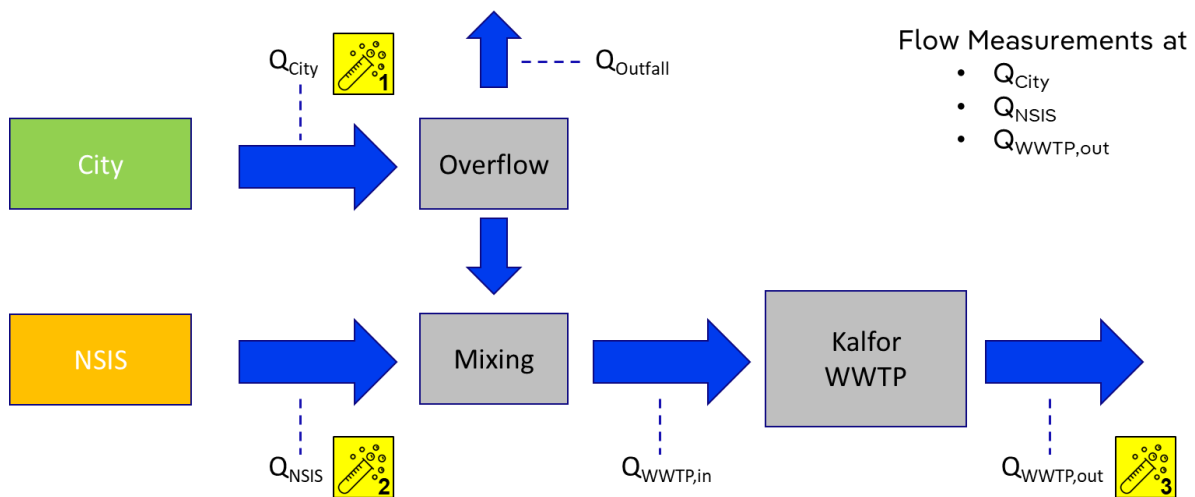 Q_City
1
Q_Outfall
Flow Measurements at
• Q_City
• Q_NSIS
• Q_WWTP,out
City
Overflow
NSIS
Mixing
Kalfor
WWTP
Q_NSIS
2
Q_WWTP,in
Q_WWTP,out
3